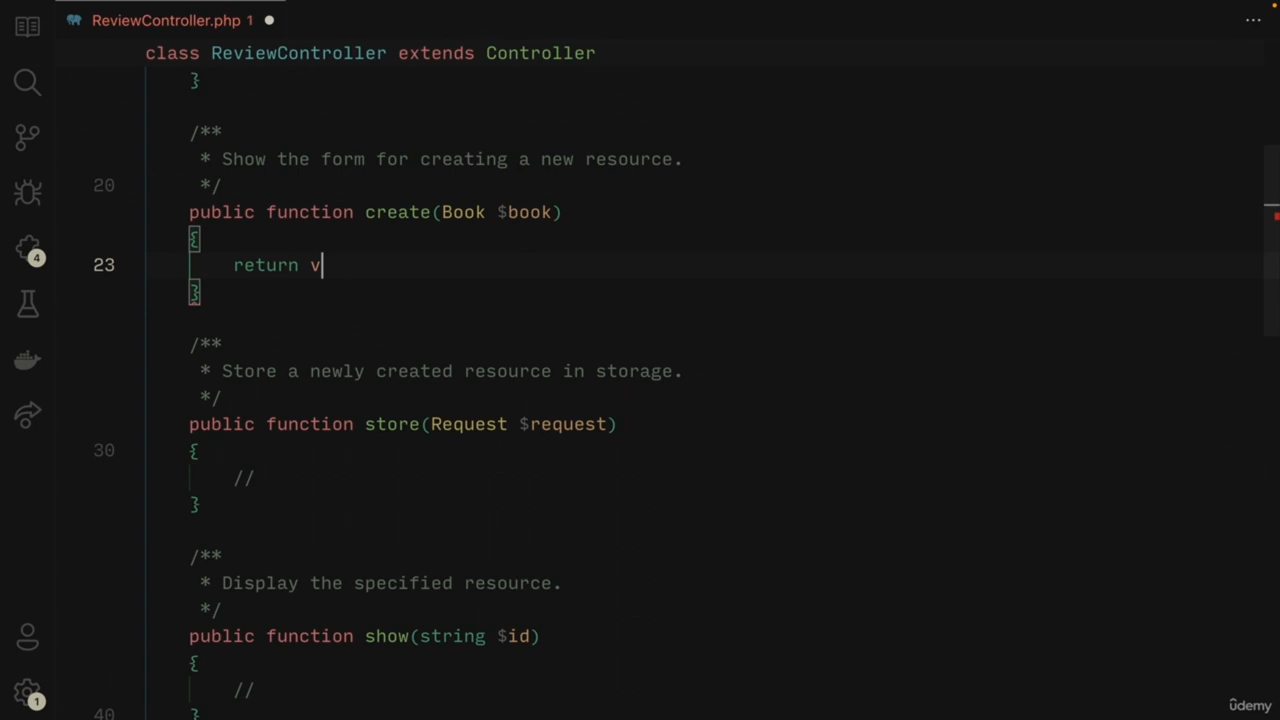 ReviewController.php 1
class ReviewController extends Controller
}
/**
* Show the form for creating a new resource.
20
*/
public function create(Book $book)
{
23
return v
}
/**
* Store a newly created resource in storage.
*/
public function store(Request $request)
30
{
//
}
/**
* Display the specified resource.
*/
public function show(string $id)
{
//
40
}
4
1
udemy